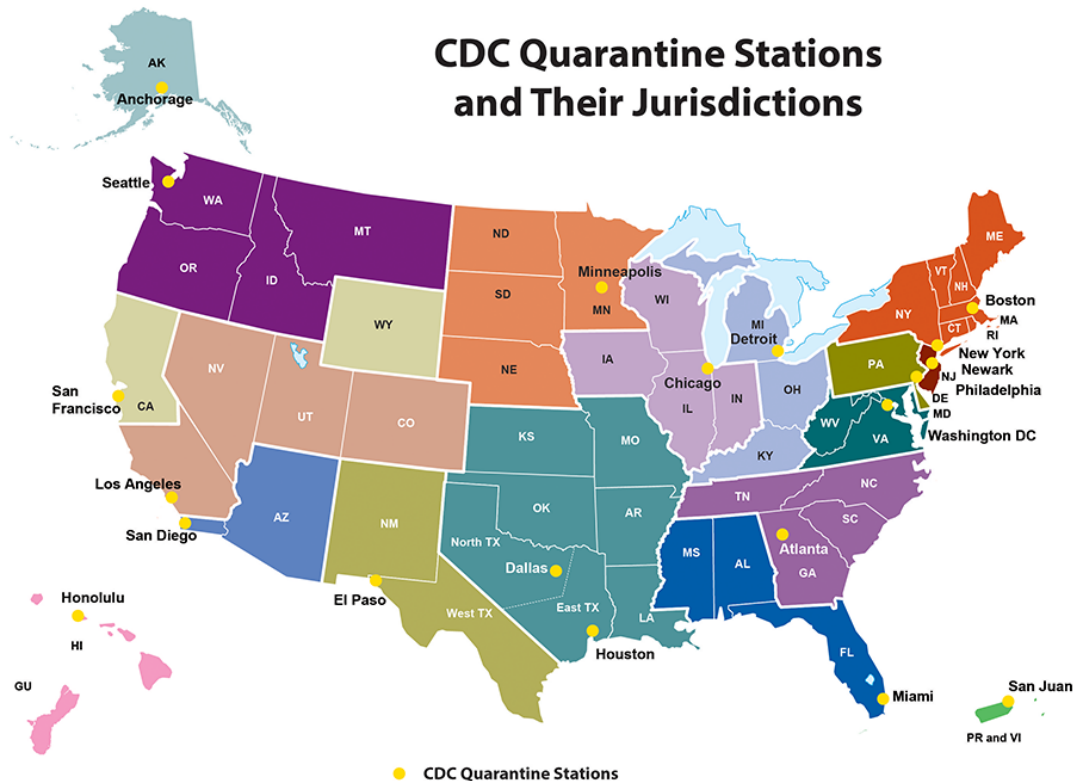 CDC Quarantine Stations
and Their Jurisdictions
AK
Anchorage
Seattle
WA
MT
ND
OR
ID
SD
Minneapolis
MN
WI
MI
Detroit
ME
VT
NH
NY
Boston
MA
RI
CT
WY
NE
IA
Chicago
IL
IN
OH
PA
New York
Newark
NJ
Philadelphia
DE
MD
San
Francisco
CA
NV
UT
CO
KS
MO
KY
WV
VA
Washington DC
Los Angeles
San Diego
AZ
NM
OK
AR
TN
NC
SC
North TX
Dallas
MS
AL
Atlanta
GA
El Paso
West TX
East TX
LA
Houston
FL
Miami
Honolulu
HI
GU
San Juan
PR and VI
CDC Quarantine Stations